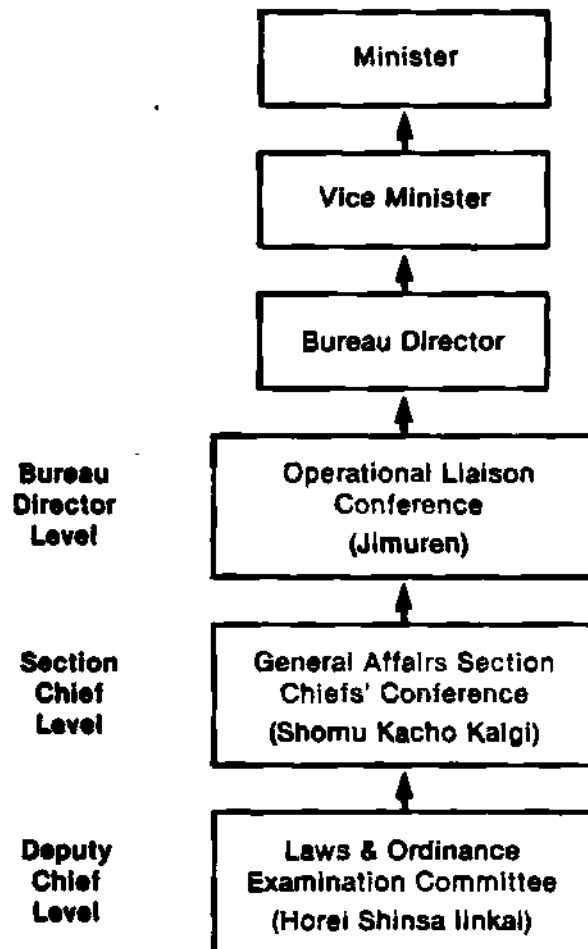 Minister
Vice Minister
Bureau Director
Bureau
Director
Level
Operational Liaison
Conference
(Jimuren)
Section
Chief
Level
General Affairs Section
Chiefs' Conference
(Shomu Kacho Kaigi)
Deputy
Chief
Level
Laws & Ordinance
Examination Committee
(Horei Shinsa Iinkai)